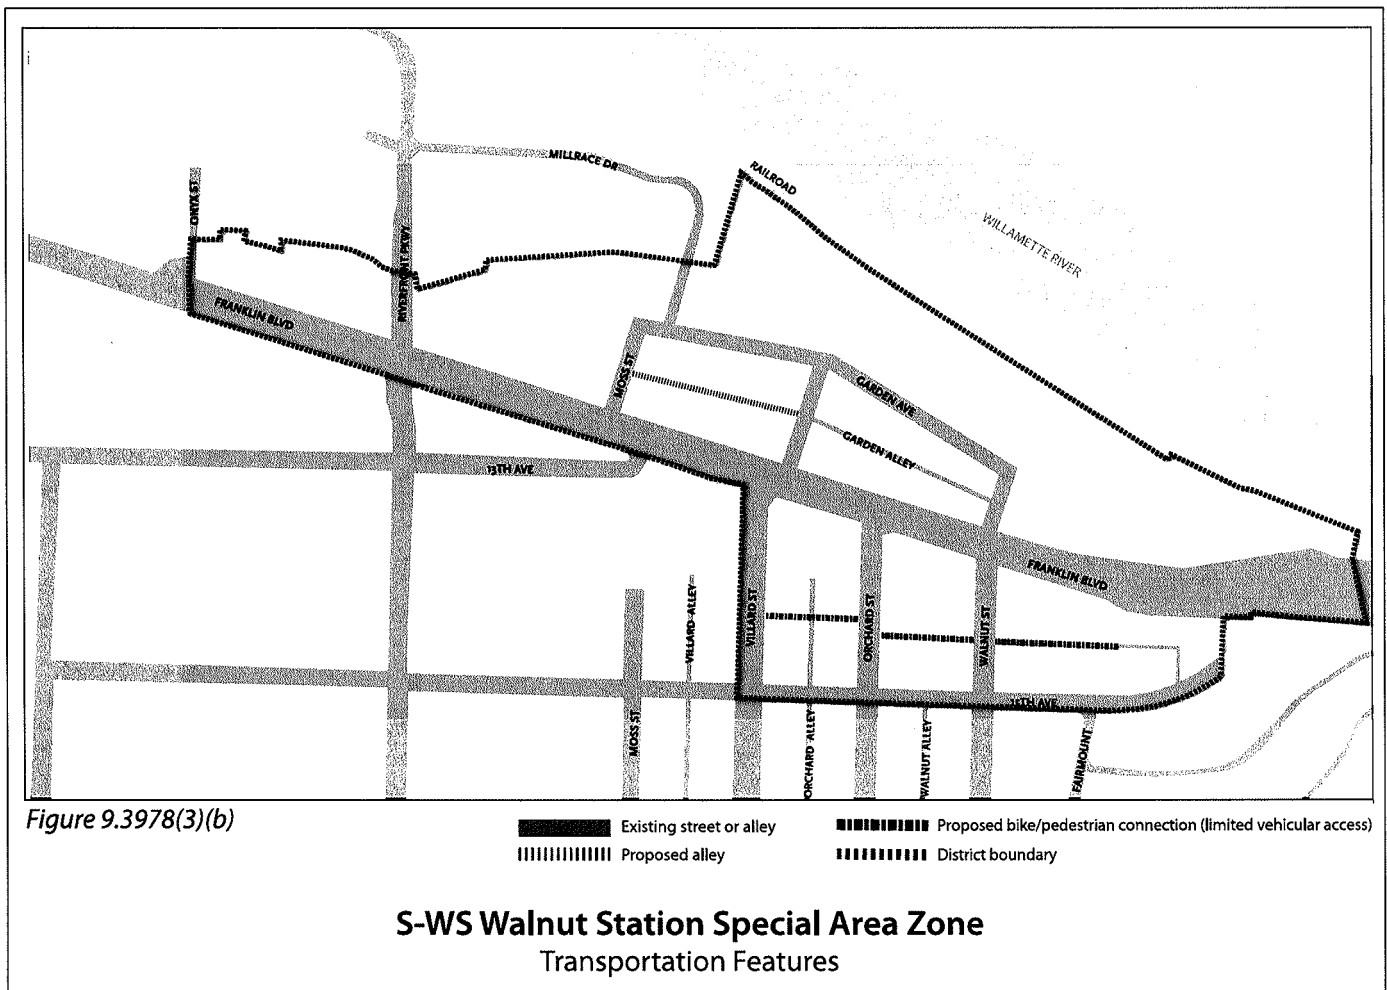 MILLRACE DR
RAILROAD
ONYX ST
WILLAMETTE RIVER
RIVERFRONT PKWY
FRANKLIN BLVD
MOSS ST
GARDEN AVE
GARDEN ALLEY
13TH AVE
FRANKLIN BLVD
VILLARD ALLEY
VILLARD ST
ORCHARD ST
WALNUT ST
15TH AVE
MOSS ST
ORCHARD ALLEY
WALNUT ALLEY
FAIRMOUNT
Figure 9.3978(3)(b)
Existing street or alley
Proposed bike/pedestrian connection (limited vehicular access)
Proposed alley
District boundary
S-WS Walnut Station Special Area Zone
Transportation Features